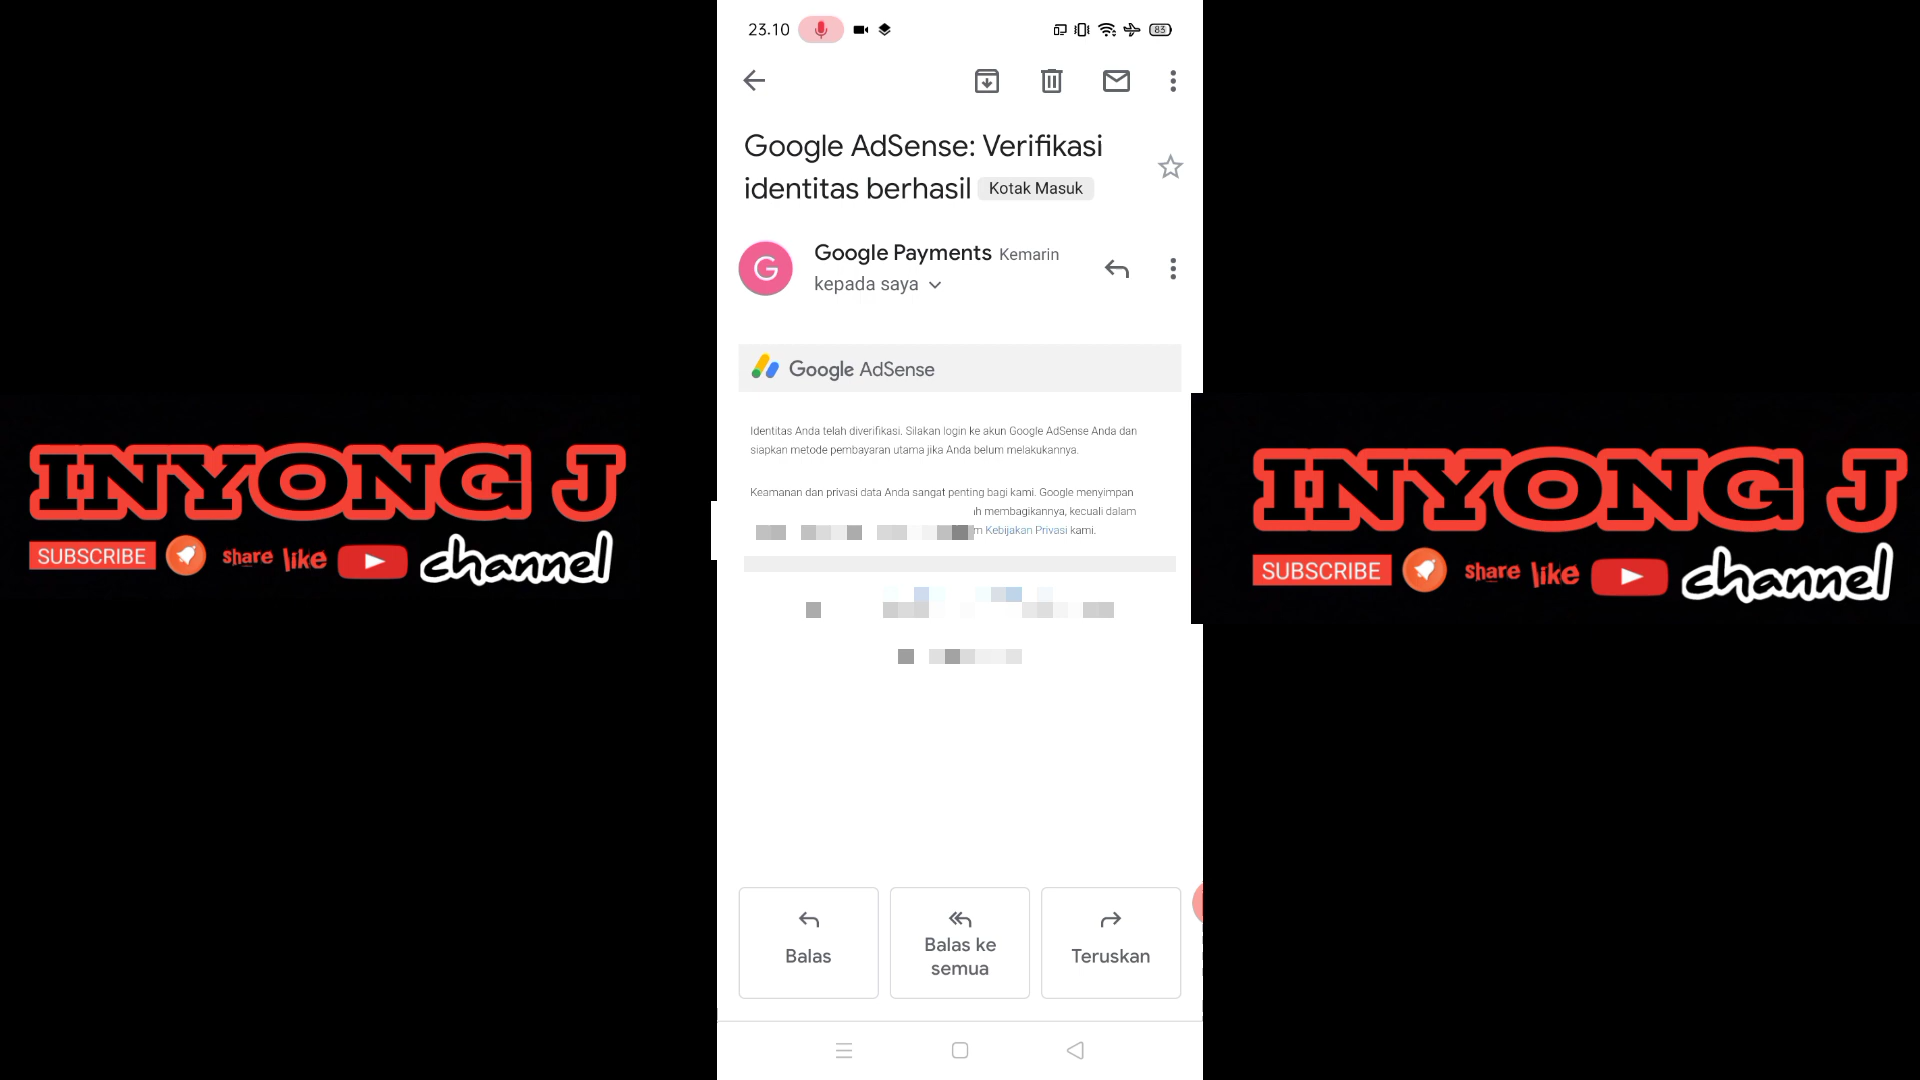 23.10
83
Google AdSense: Verifikasi
identitas berhasil Kotak Masuk
G
Google Payments Kemarin
kepada saya
Google AdSense
Identitas Anda telah diverifikasi. Silakan login ke akun Google AdSense Anda dan
siapkan metode pembayaran utama jika Anda belum melakukannya.
Keamanan dan privasi data Anda sangat penting bagi kami. Google menyimpan
membagikannya, kecuali dalam
Kebijakan Privasi kami.
Balas
Balas ke
semua
Teruskan
INYONG J
SUBSCRIBE share like channel
INYONG J
SUBSCRIBE share like channel